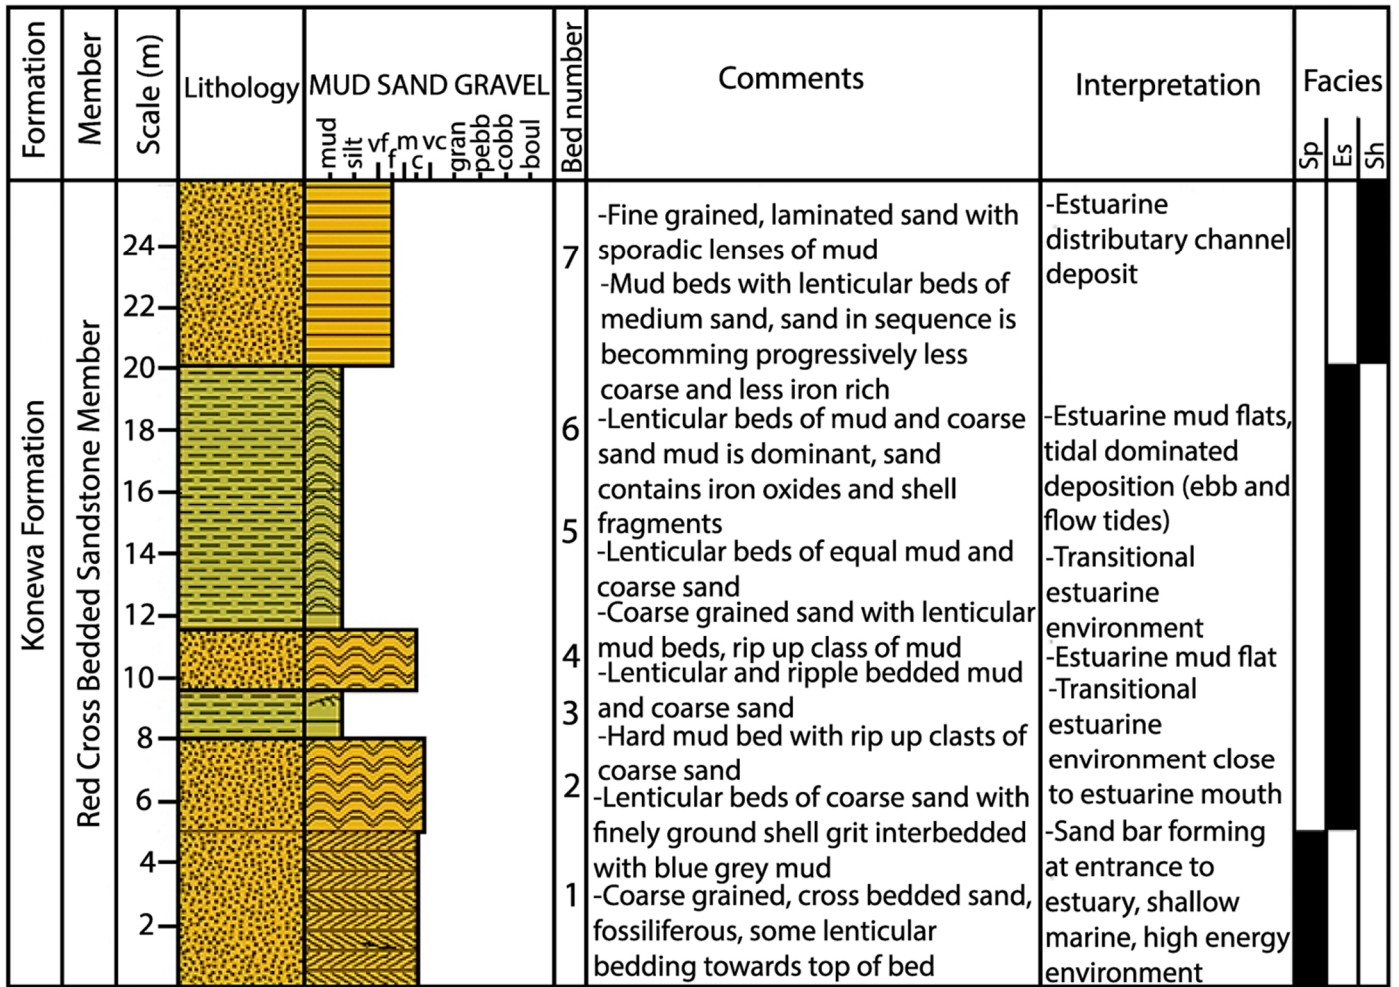 Formation
Member
Scale (m)
Lithology
MUD SAND GRAVEL
mud
silt
vf
f
m
c
vc
gran
pebb
cobb
boul
Bed number
Comments
Interpretation
Facies
Sp
Es
Sh
Konewa Formation
Red Cross Bedded Sandstone Member
24
22
20
18
16
14
12
10
8
6
4
2
7
6
5
4
3
2
1
-Fine grained, laminated sand with
sporadic lenses of mud
-Mud beds with lenticular beds of
medium sand, sand in sequence is
becomming progressively less
coarse and less iron rich
-Lenticular beds of mud and coarse
sand mud is dominant, sand
contains iron oxides and shell
fragments
-Lenticular beds of equal mud and
coarse sand
-Coarse grained sand with lenticular
mud beds, rip up class of mud
-Lenticular and ripple bedded mud
and coarse sand
-Hard mud bed with rip up clasts of
coarse sand
-Lenticular beds of coarse sand with
finely ground shell grit interbedded
with blue grey mud
-Coarse grained, cross bedded sand,
fossiliferous, some lenticular
bedding towards top of bed
-Estuarine
distributary channel
deposit
-Estuarine mud flats,
tidal dominated
deposition (ebb and
flow tides)
-Transitional
estuarine
environment
-Estuarine mud flat
-Transitional
estuarine
environment close
to estuarine mouth
-Sand bar forming
at entrance to
estuary, shallow
marine, high energy
environment